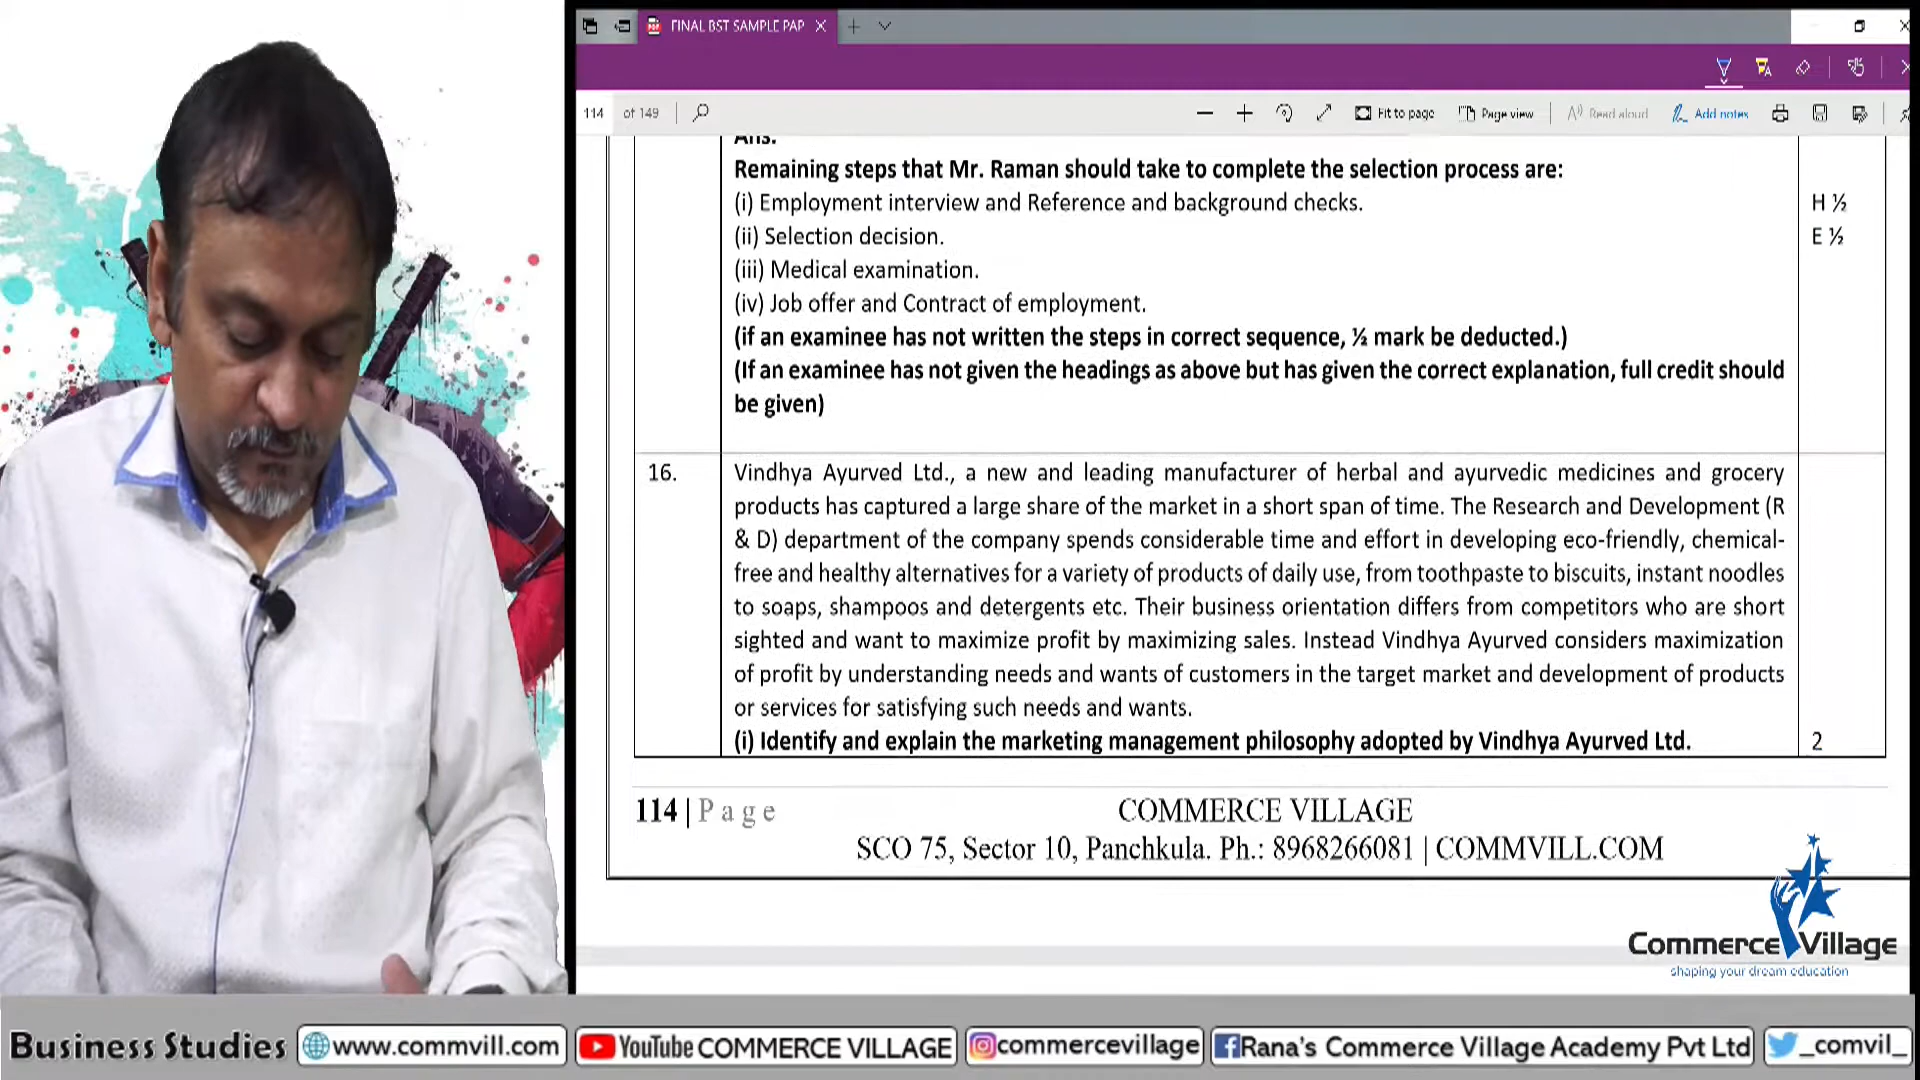 FINAL BST SAMPLE PAP
114 of 149
Fit to page
Page view
Read aloud
Add notes
Ans.
Remaining steps that Mr. Raman should take to complete the selection process are:
(i) Employment interview and Reference and background checks.
H ½
(ii) Selection decision.
E ½
(iii) Medical examination.
(iv) Job offer and Contract of employment.
(if an examinee has not written the steps in correct sequence, ½ mark be deducted.)
(If an examinee has not given the headings as above but has given the correct explanation, full credit should
be given)
16.
Vindhya Ayurved Ltd., a new and leading manufacturer of herbal and ayurvedic medicines and grocery
products has captured a large share of the market in a short span of time. The Research and Development (R
& D) department of the company spends considerable time and effort in developing eco-friendly, chemical-
free and healthy alternatives for a variety of products of daily use, from toothpaste to biscuits, instant noodles
to soaps, shampoos and detergents etc. Their business orientation differs from competitors who are short
sighted and want to maximize profit by maximizing sales. Instead Vindhya Ayurved considers maximization
of profit by understanding needs and wants of customers in the target market and development of products
or services for satisfying such needs and wants.
(i) Identify and explain the marketing management philosophy adopted by Vindhya Ayurved Ltd.
2
114 | P a g e
COMMERCE VILLAGE
SCO 75, Sector 10, Panchkula. Ph.: 8968266081 | COMMVILL.COM
Commerce Village
shaping your dream education
Business Studies
www.commvill.com
YouTube COMMERCE VILLAGE
commercevillage
Rana's Commerce Village Academy Pvt Ltd
_comvil_